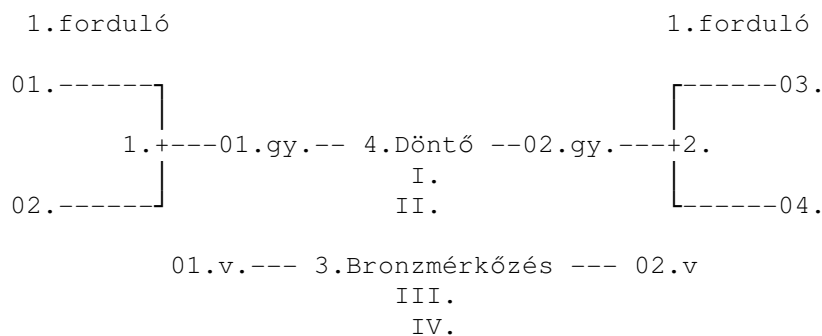 1.forduló 1.forduló
01.------┐ ┌------03.
1.+---01.gy.-- 4.Döntő --02.gy.---+2.
I.
02.------┘ II. └------04.
01.v.--- 3.Bronzmérkőzés --- 02.v
III.
IV.